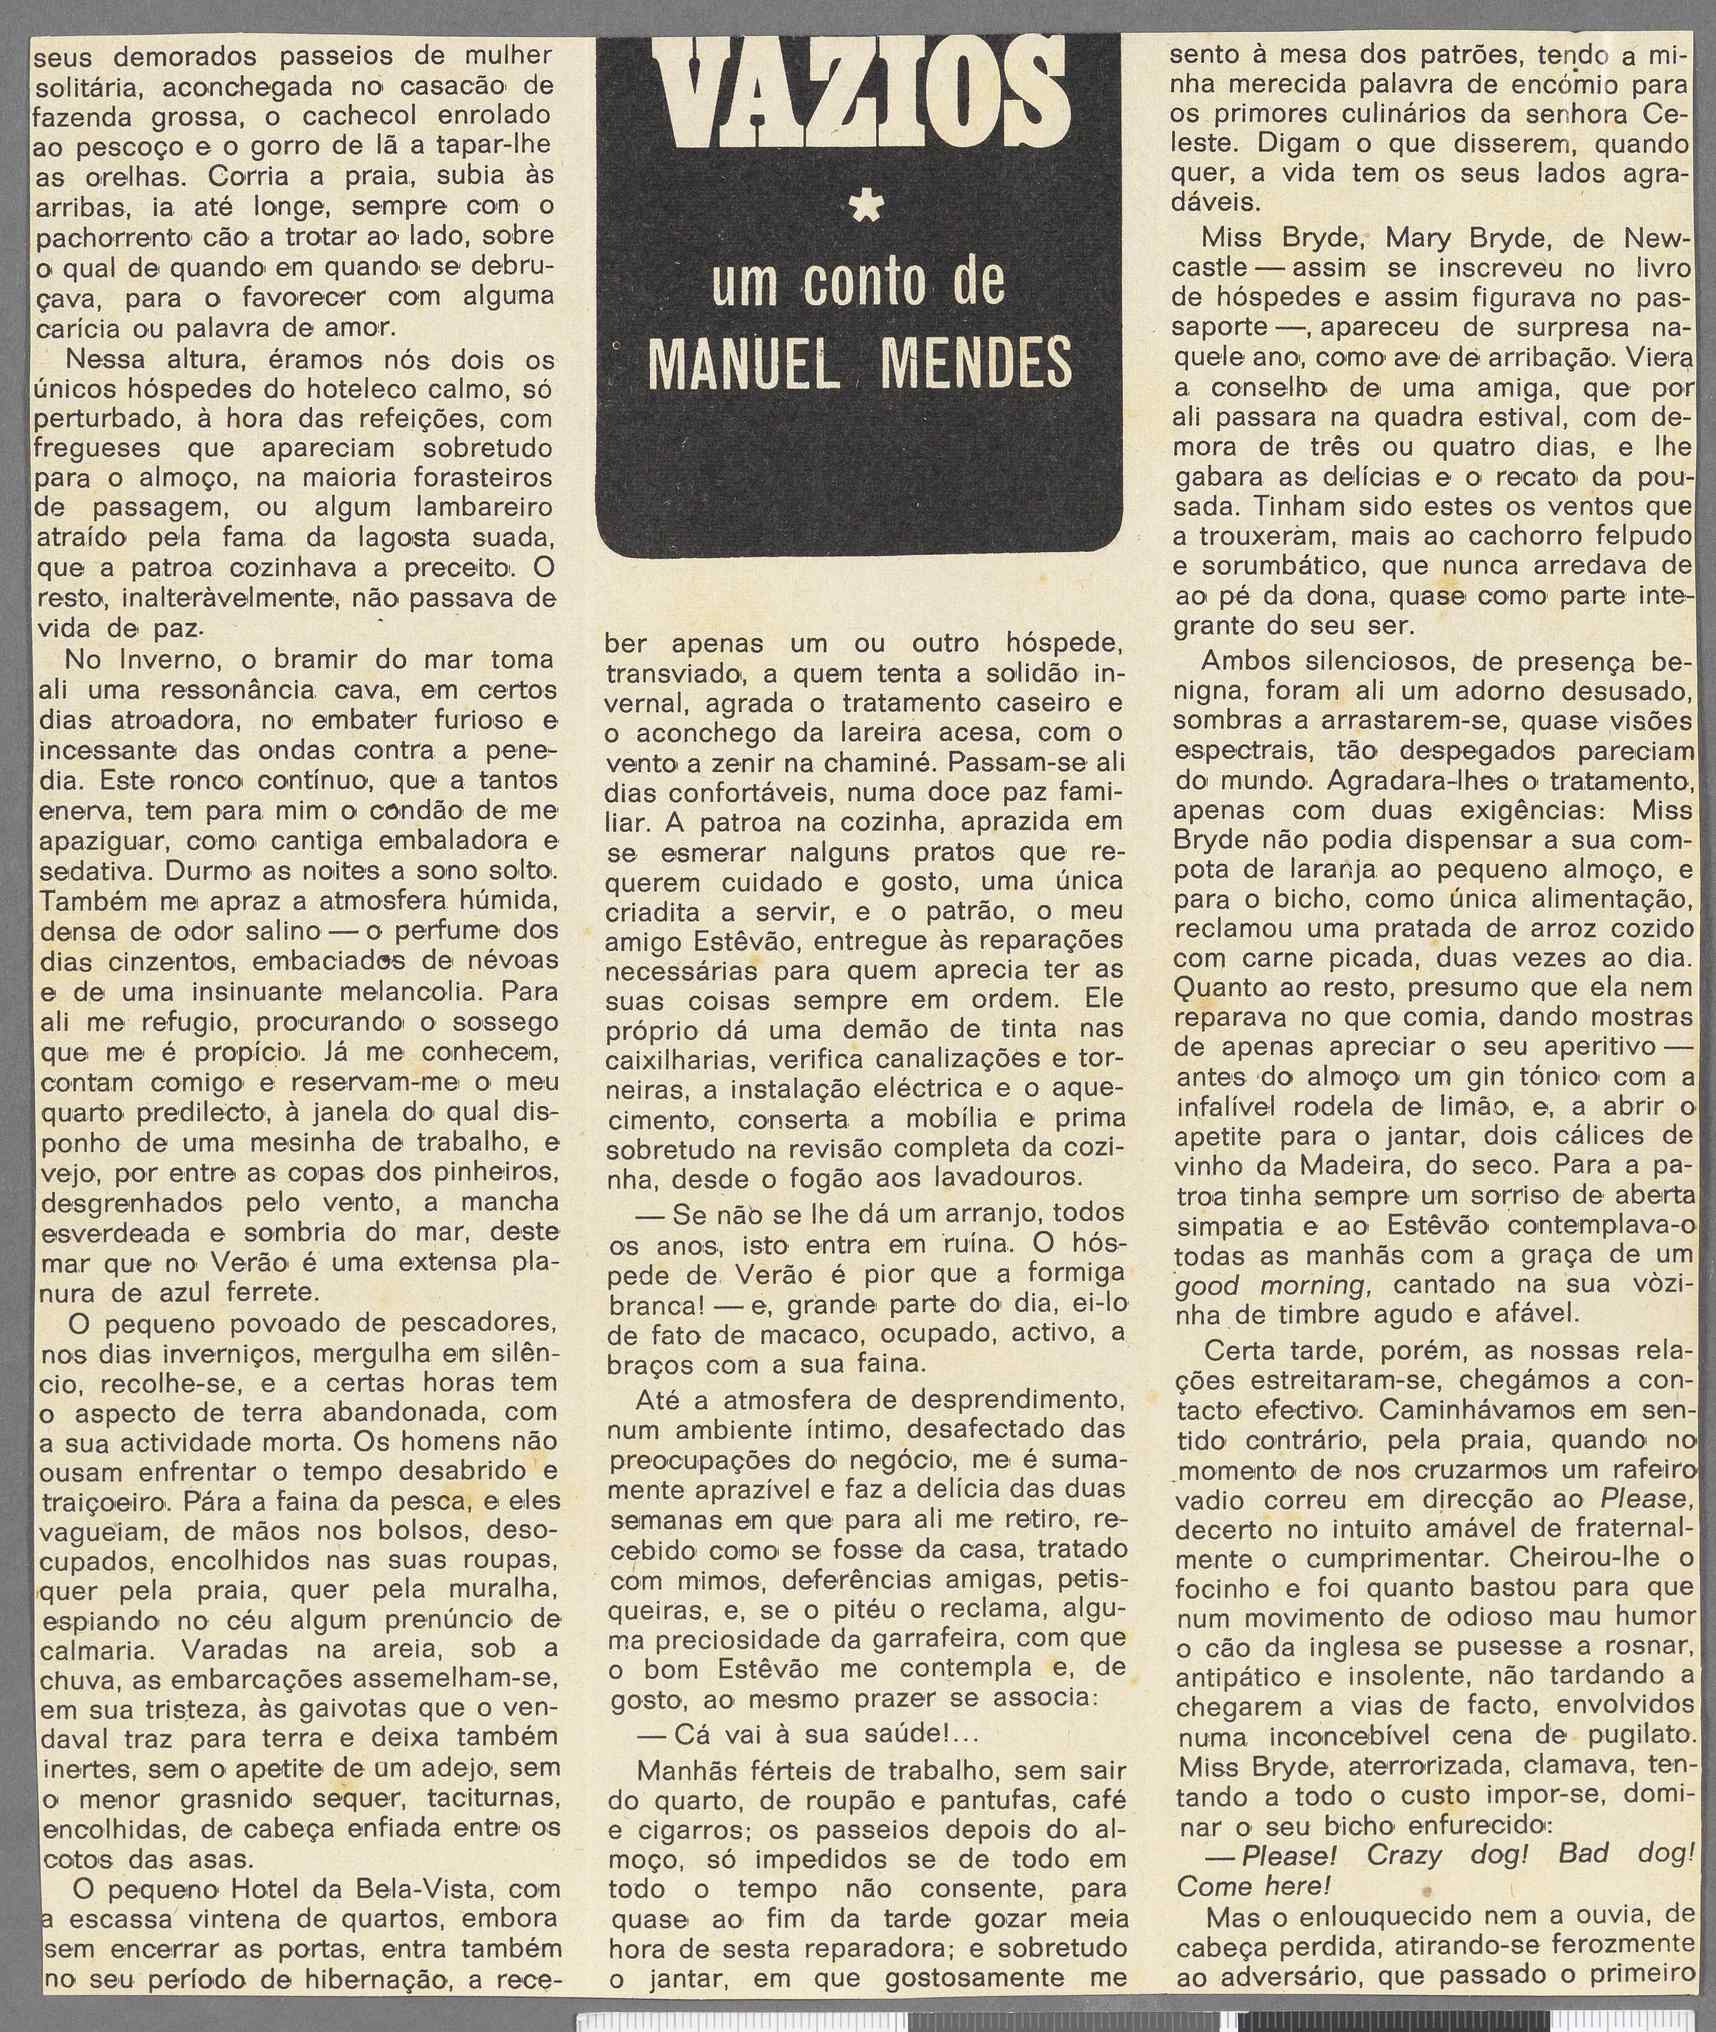 seus demorados passeios de mulher
solitária, aconchegada no casacão de
fazenda grossa, o cachecol enrolado
ao pescoço e o gorro de lã a tapar-lhe
as orelhas. Corria a praia, subia às
arribas, ia até longe, sempre com o
pachorrento cão a trotar ao lado, sobre
o qual de quando em quando se debru-
çava, para o favorecer com alguma
carícia ou palavra de amor.
Nessa altura, éramos nós dois os
únicos hóspedes do hoteleco calmo, só
perturbado, à hora das refeições, com
fregueses que apareciam sobretudo
para o almoço, na maioria forasteiros
de passagem, ou algum lambareiro
atraído pela fama da lagosta suada,
que a patroa cozinhava a preceito. O
resto, inalteràvelmente, não passava de
vida de paz.
No Inverno, o bramir do mar toma
ali uma ressonância cava, em certos
dias atroadora, no embater furioso e
incessante das ondas contra a pene-
dia. Este ronco contínuo, que a tantos
enerva, tem para mim o condão de me
apaziguar, como cantiga embaladora e
sedativa. Durmo as noites a sono solto.
Também me apraz a atmosfera húmida,
densa de odor salino — o perfume dos
dias cinzentos, embaciados de névoas
e de uma insinuante melancolia. Para
ali me refugio, procurando o sossego
que me é propício. Já me conhecem,
contam comigo e reservam-me o meu
quarto predilecto, à janela do qual dis-
ponho de uma mesinha de trabalho, e
vejo, por entre as copas dos pinheiros,
desgrenhados pelo vento, a mancha
esverdeada e sombria do mar, deste
mar que no Verão é uma extensa pla-
nura de azul ferrete.
O pequeno povoado de pescadores,
nos dias inverniços, mergulha em silên-
cio, recolhe-se, e a certas horas tem
o aspecto de terra abandonada, com
a sua actividade morta. Os homens não
ousam enfrentar o tempo desabrido e
traiçoeiro. Pára a faina da pesca, e eles
vagueiam, de mãos nos bolsos, deso-
cupados, encolhidos nas suas roupas,
quer pela praia, quer pela muralha,
espiando no céu algum prenúncio de
calmaria. Varadas na areia, sob a
chuva, as embarcações assemelham-se,
em sua tristeza, às gaivotas que o ven-
daval traz para terra e deixa também
inertes, sem o apetite de um adejo, sem
o menor grasnido sequer, taciturnas,
encolhidas, de cabeça enfiada entre os
cotos das asas.
O pequeno Hotel da Bela-Vista, com
a escassa vintena de quartos, embora
sem encerrar as portas, entra também
no seu período de hibernação, a rece-
VAZIOS
*
um conto de
MANUEL MENDES
ber apenas um ou outro hóspede,
transviado, a quem tenta a solidão in-
vernal, agrada o tratamento caseiro e
o aconchego da lareira acesa, com o
vento a zenir na chaminé. Passam-se ali
dias confortáveis, numa doce paz fami-
liar. A patroa na cozinha, aprazida em
se esmerar nalguns pratos que re-
querem cuidado e gosto, uma única
criadita a servir, e o patrão, o meu
amigo Estêvão, entregue às reparações
necessárias para quem aprecia ter as
suas coisas sempre em ordem. Ele
próprio dá uma demão de tinta nas
caixilharias, verifica canalizações e tor-
neiras, a instalação eléctrica e o aque-
cimento, conserta a mobília e prima
sobretudo na revisão completa da cozi-
nha, desde o fogão aos lavadouros.
— Se não se lhe dá um arranjo, todos
os anos, isto entra em ruína. O hós-
pede de Verão é pior que a formiga
branca! — e, grande parte do dia, ei-lo
de fato de macaco, ocupado, activo, a
braços com a sua faina.
Até a atmosfera de desprendimento,
num ambiente íntimo, desafectado das
preocupações do negócio, me é suma-
mente aprazível e faz a delícia das duas
semanas em que para ali me retiro, re-
cebido como se fosse da casa, tratado
com mimos, deferências amigas, petis-
queiras, e, se o pitéu o reclama, algu-
ma preciosidade da garrafeira, com que
o bom Estêvão me contempla e, de
gosto, ao mesmo prazer se associa:
— Cá vai à sua saúde!...
Manhãs férteis de trabalho, sem sair
do quarto, de roupão e pantufas, café
e cigarros; os passeios depois do al-
moço, só impedidos se de todo em
todo o tempo não consente, para
quase ao fim da tarde gozar meia
hora de sesta reparadora; e sobretudo
o jantar, em que gostosamente me
sento à mesa dos patrões, tendo a mi-
nha merecida palavra de encómio para
os primores culinários da senhora Ce-
leste. Digam o que disserem, quando
quer, a vida tem os seus lados agra-
dáveis.
Miss Bryde, Mary Bryde, de New-
castle — assim se inscreveu no livro
de hóspedes e assim figurava no pas-
saporte —, apareceu de surpresa na-
quele ano, como ave de arribação. Viera
a conselho de uma amiga, que por
ali passara na quadra estival, com de-
mora de três ou quatro dias, e lhe
gabara as delícias e o recato da pou-
sada. Tinham sido estes os ventos que
a trouxeram, mais ao cachorro felpudo
e sorumbático, que nunca arredava de
ao pé da dona, quase como parte inte-
grante do seu ser.
Ambos silenciosos, de presença be-
nigna, foram ali um adorno desusado,
sombras a arrastarem-se, quase visões
espectrais, tão despegados pareciam
do mundo. Agradara-lhes o tratamento,
apenas com duas exigências: Miss
Bryde não podia dispensar a sua com-
pota de laranja ao pequeno almoço, e
para o bicho, como única alimentação,
reclamou uma pratada de arroz cozido
com carne picada, duas vezes ao dia.
Quanto ao resto, presumo que ela nem
reparava no que comia, dando mostras
de apenas apreciar o seu aperitivo —
antes do almoço um gin tónico com a
infalível rodela de limão, e, a abrir o
apetite para o jantar, dois cálices de
vinho da Madeira, do seco. Para a pa-
troa tinha sempre um sorriso de aberta
simpatia e ao Estêvão contemplava-o
todas as manhãs com a graça de um
good morning, cantado na sua vòzi-
nha de timbre agudo e afável.
Certa tarde, porém, as nossas rela-
ções estreitaram-se, chegámos a con-
tacto efectivo. Caminhávamos em sen-
tido contrário, pela praia, quando no
momento de nos cruzarmos um rafeiro
vadio correu em direcção ao Please,
decerto no intuito amável de fraternal-
mente o cumprimentar. Cheirou-lhe o
focinho e foi quanto bastou para que
num movimento de odioso mau humor
o cão da inglesa se pusesse a rosnar,
antipático e insolente, não tardando a
chegarem a vias de facto, envolvidos
numa inconcebível cena de pugilato.
Miss Bryde, aterrorizada, clamava, ten-
tando a todo o custo impor-se, domi-
nar o seu bicho enfurecido:
— Please! Crazy dog! Bad dog!
Come here!
Mas o enlouquecido nem a ouvia, de
cabeça perdida, atirando-se ferozmente
ao adversário, que passado o primeiro